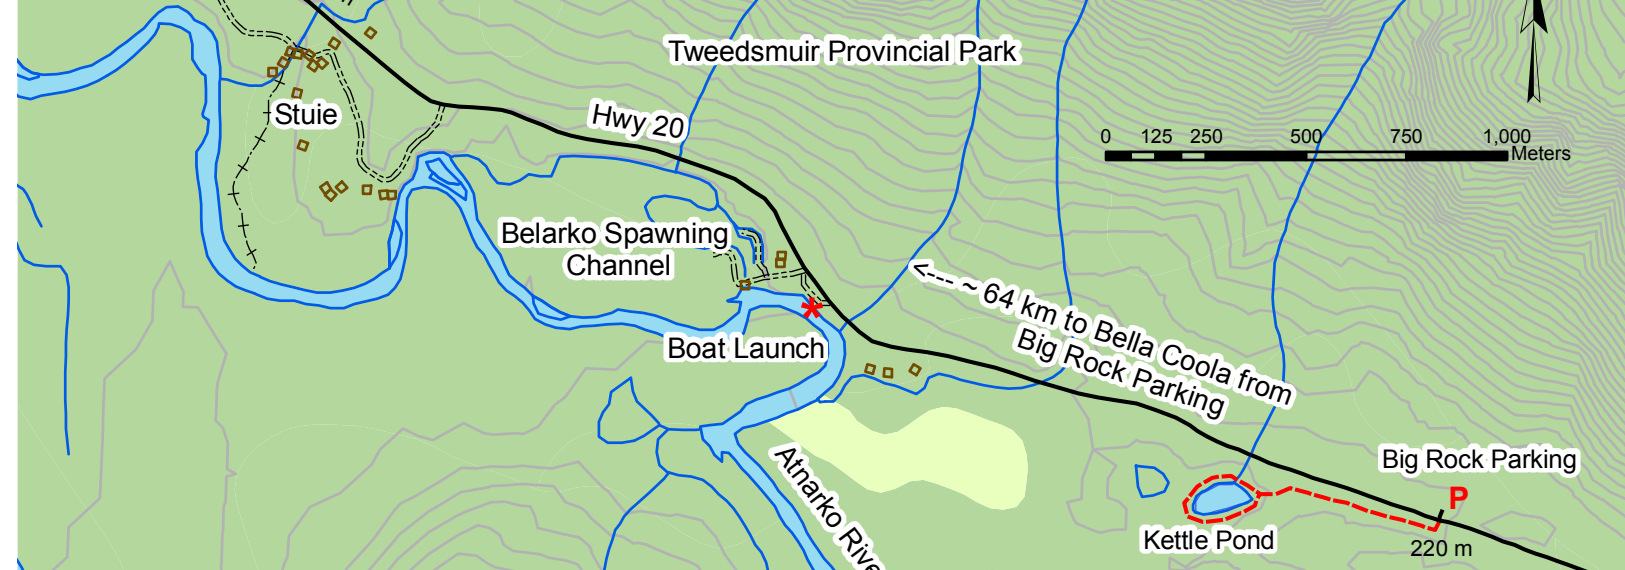 Tweedsmuir Provincial Park
Stuie
Hwy 20
0 125 250 500 750 1,000
Meters
Belarko Spawning
Channel
<---- ~ 64 km to Bella Coola from
Big Rock Parking
Boat Launch
Atnarko Rive
Big Rock Parking
P
Kettle Pond
220 m